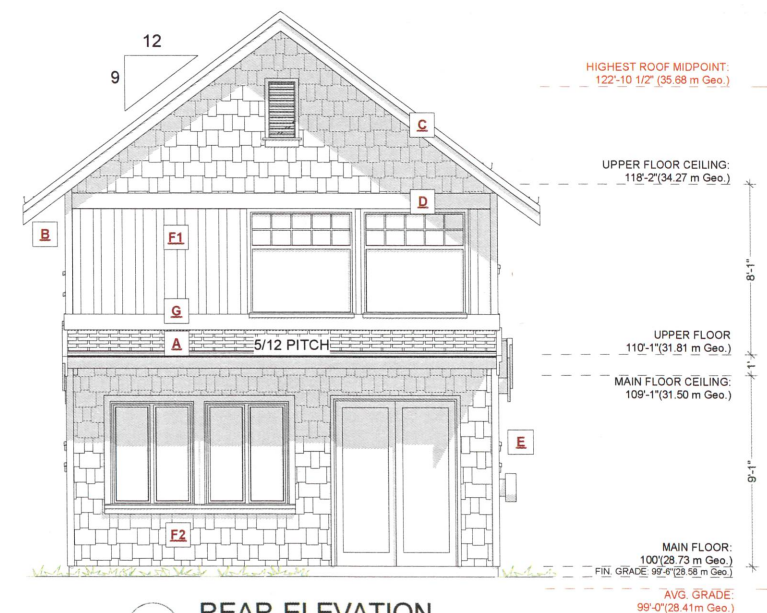 12
9
HIGHEST ROOF MIDPOINT:
122'-10 1/2" (35.68 m Geo.)
C
UPPER FLOOR CEILING:
118'-2"(34.27 m Geo.)
D
B
F1
8'-1"
G
A
5/12 PITCH
UPPER FLOOR
110'-1"(31.81 m Geo.)
1'
MAIN FLOOR CEILING:
109'-1"(31.50 m Geo.)
E
9'-1"
F2
MAIN FLOOR:
100'(28.73 m Geo.)
FIN. GRADE: 99'-6"(28.58 m Geo.)
AVG. GRADE:
99'-0"(28.41m Geo.)
REAR ELEVATION